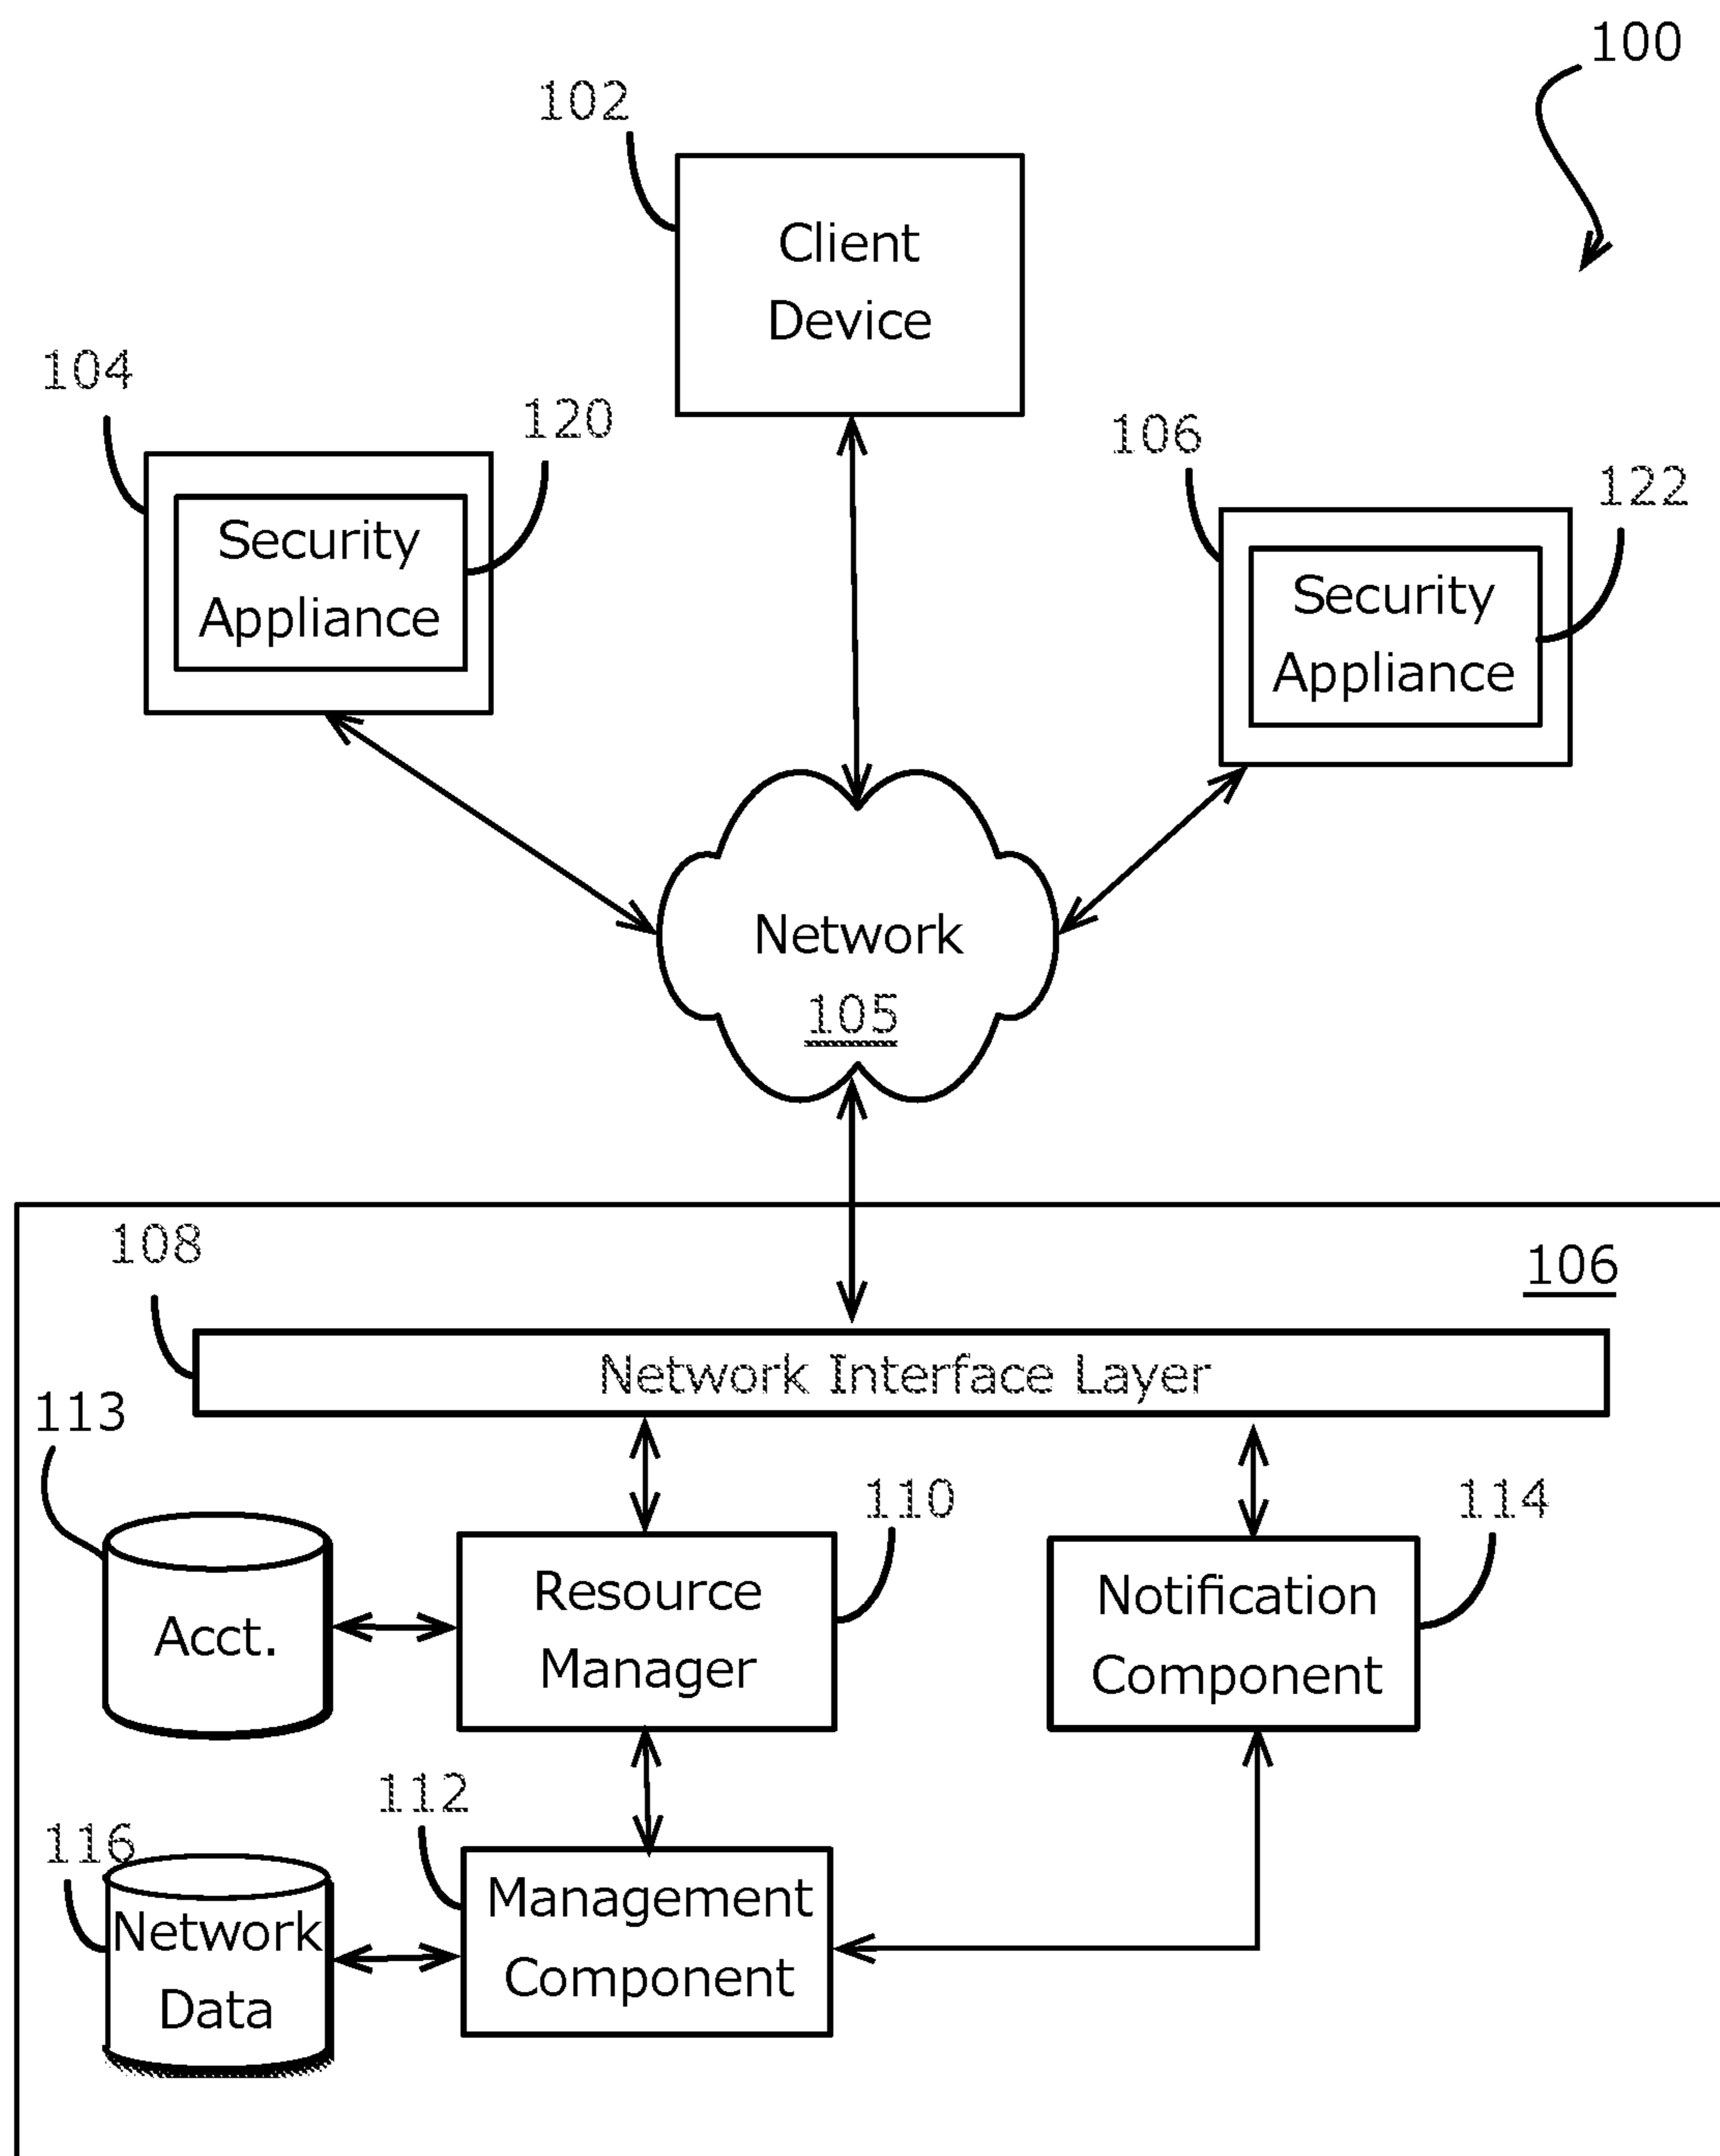 100
102
Client
Device
104
120
Security
Appliance
106
122
Security
Appliance
Network
105
108
106
Network Interface Layer
113
110
114
Acct.
Resource
Manager
Notification
Component
112
116
Management
Component
Network
Data